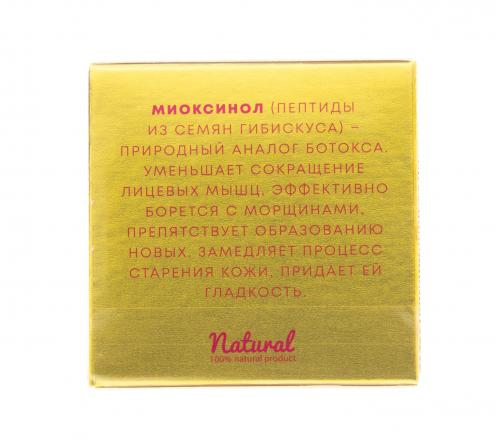 МИОКСИНОЛ (ПЕПТИДЫ
ИЗ СЕМЯН ГИБИСКУСА) –
ПРИРОДНЫЙ АНАЛОГ БОТОКСА.
УМЕНЬШАЕТ СОКРАЩЕНИЕ
ЛИЦЕВЫХ МЫШЦ, ЭФФЕКТИВНО
БОРЕТСЯ С МОРЩИНАМИ,
ПРЕПЯТСТВУЕТ ОБРАЗОВАНИЮ
НОВЫХ, ЗАМЕДЛЯЕТ ПРОЦЕСС
СТАРЕНИЯ КОЖИ, ПРИДАЕТ ЕЙ
ГЛАДКОСТЬ.
Natural
100% natural product